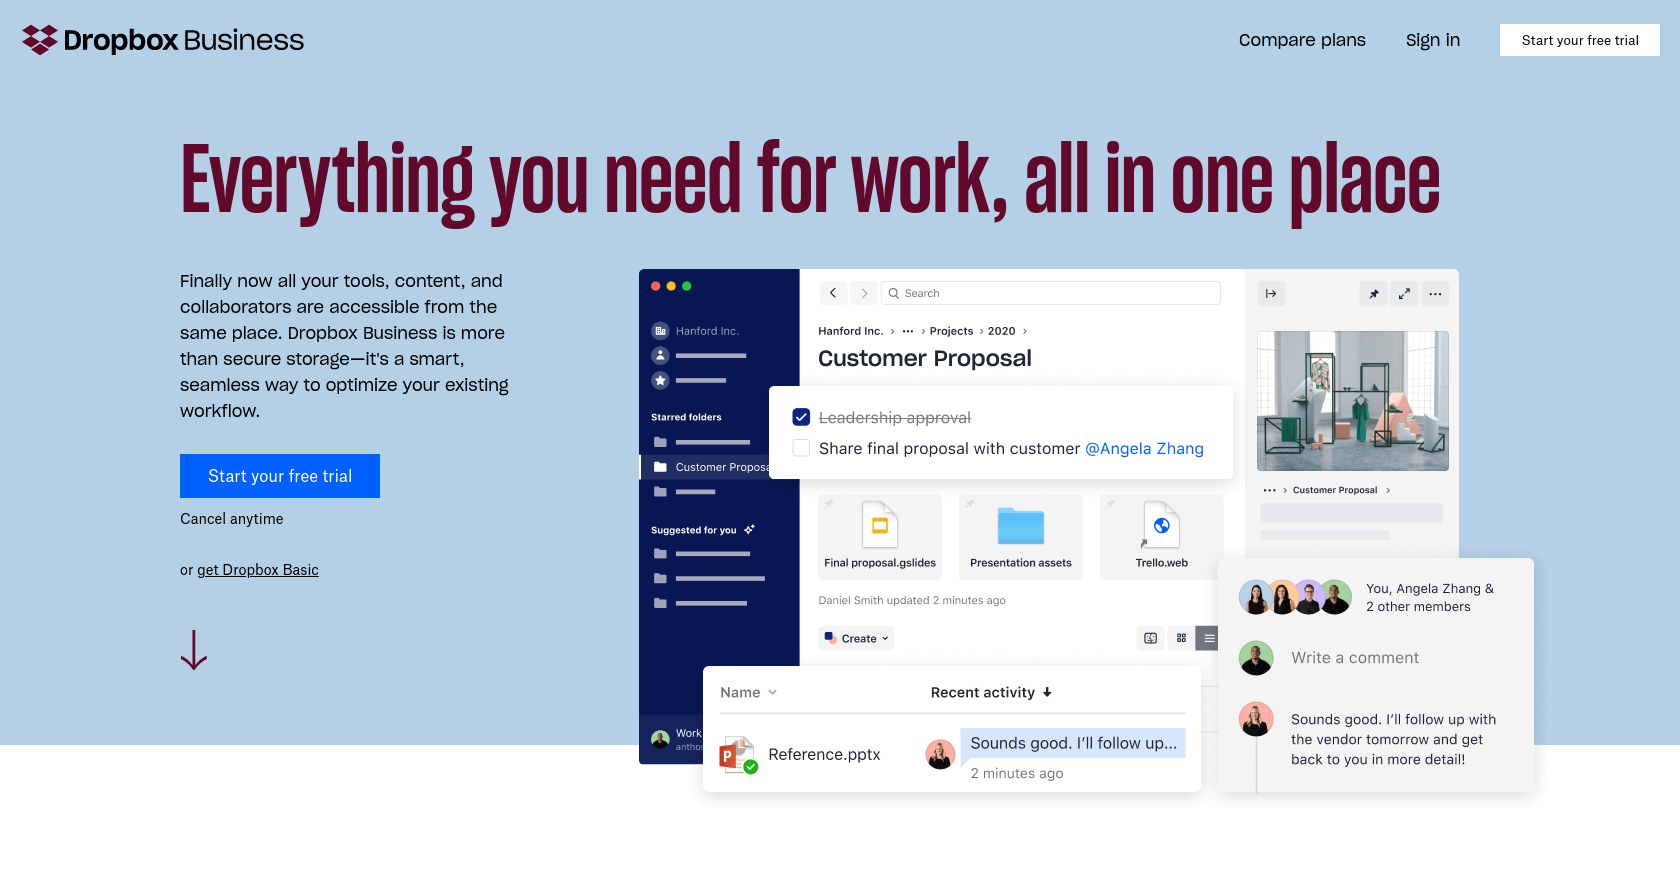 Dropbox Business
Compare plans
Sign in
Start your free trial
Everything you need for work, all in one place
Finally now all your tools, content, and
collaborators are accessible from the
same place. Dropbox Business is more
than secure storage—it's a smart,
seamless way to optimize your existing
workflow.
Start your free trial
Cancel anytime
or get Dropbox Basic
Hanford Inc.
Starred folders
Customer Proposa
Suggested for you
Work
Search
Hanford Inc. > ••• > Projects > 2020 >
Customer Proposal
Leadership approval
Share final proposal with customer @Angela Zhang
Final proposal.gslides
Presentation assets
Trello.web
Daniel Smith updated 2 minutes ago
Create
Name
Recent activity
Reference.pptx
Sounds good. I’ll follow up...
2 minutes ago
••• > Customer Proposal >
You, Angela Zhang &
2 other members
Write a comment
Sounds good. I’ll follow up with
the vendor tomorrow and get
back to you in more detail!